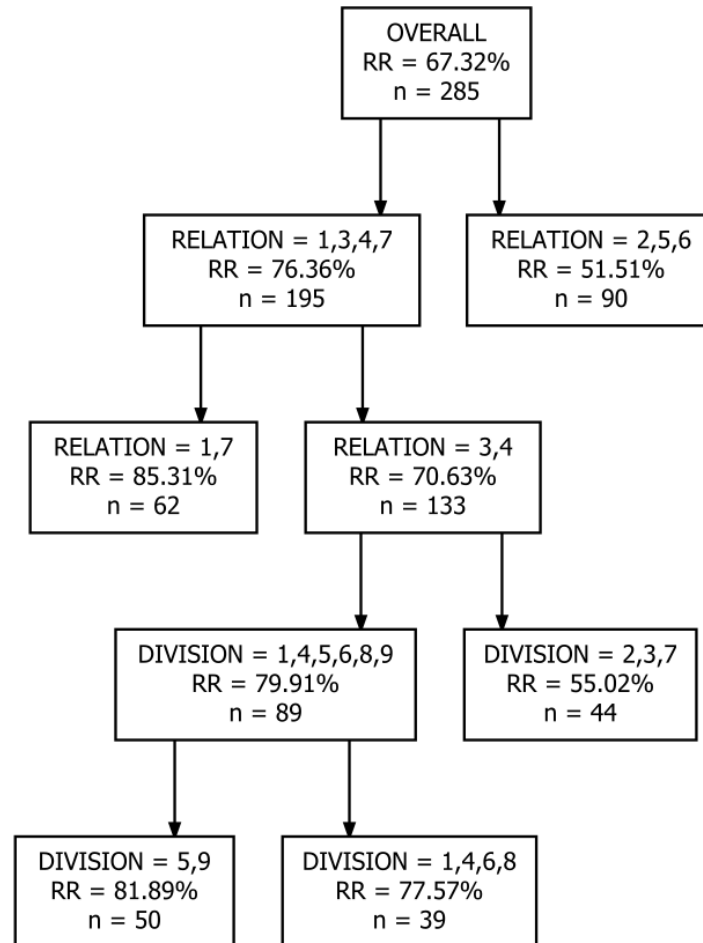 OVERALL
RR = 67.32%
n = 285
RELATION = 1,3,4,7
RR = 76.36%
n = 195
RELATION = 2,5,6
RR = 51.51%
n = 90
RELATION = 1,7
RR = 85.31%
n = 62
RELATION = 3,4
RR = 70.63%
n = 133
DIVISION = 1,4,5,6,8,9
RR = 79.91%
n = 89
DIVISION = 2,3,7
RR = 55.02%
n = 44
DIVISION = 5,9
RR = 81.89%
n = 50
DIVISION = 1,4,6,8
RR = 77.57%
n = 39